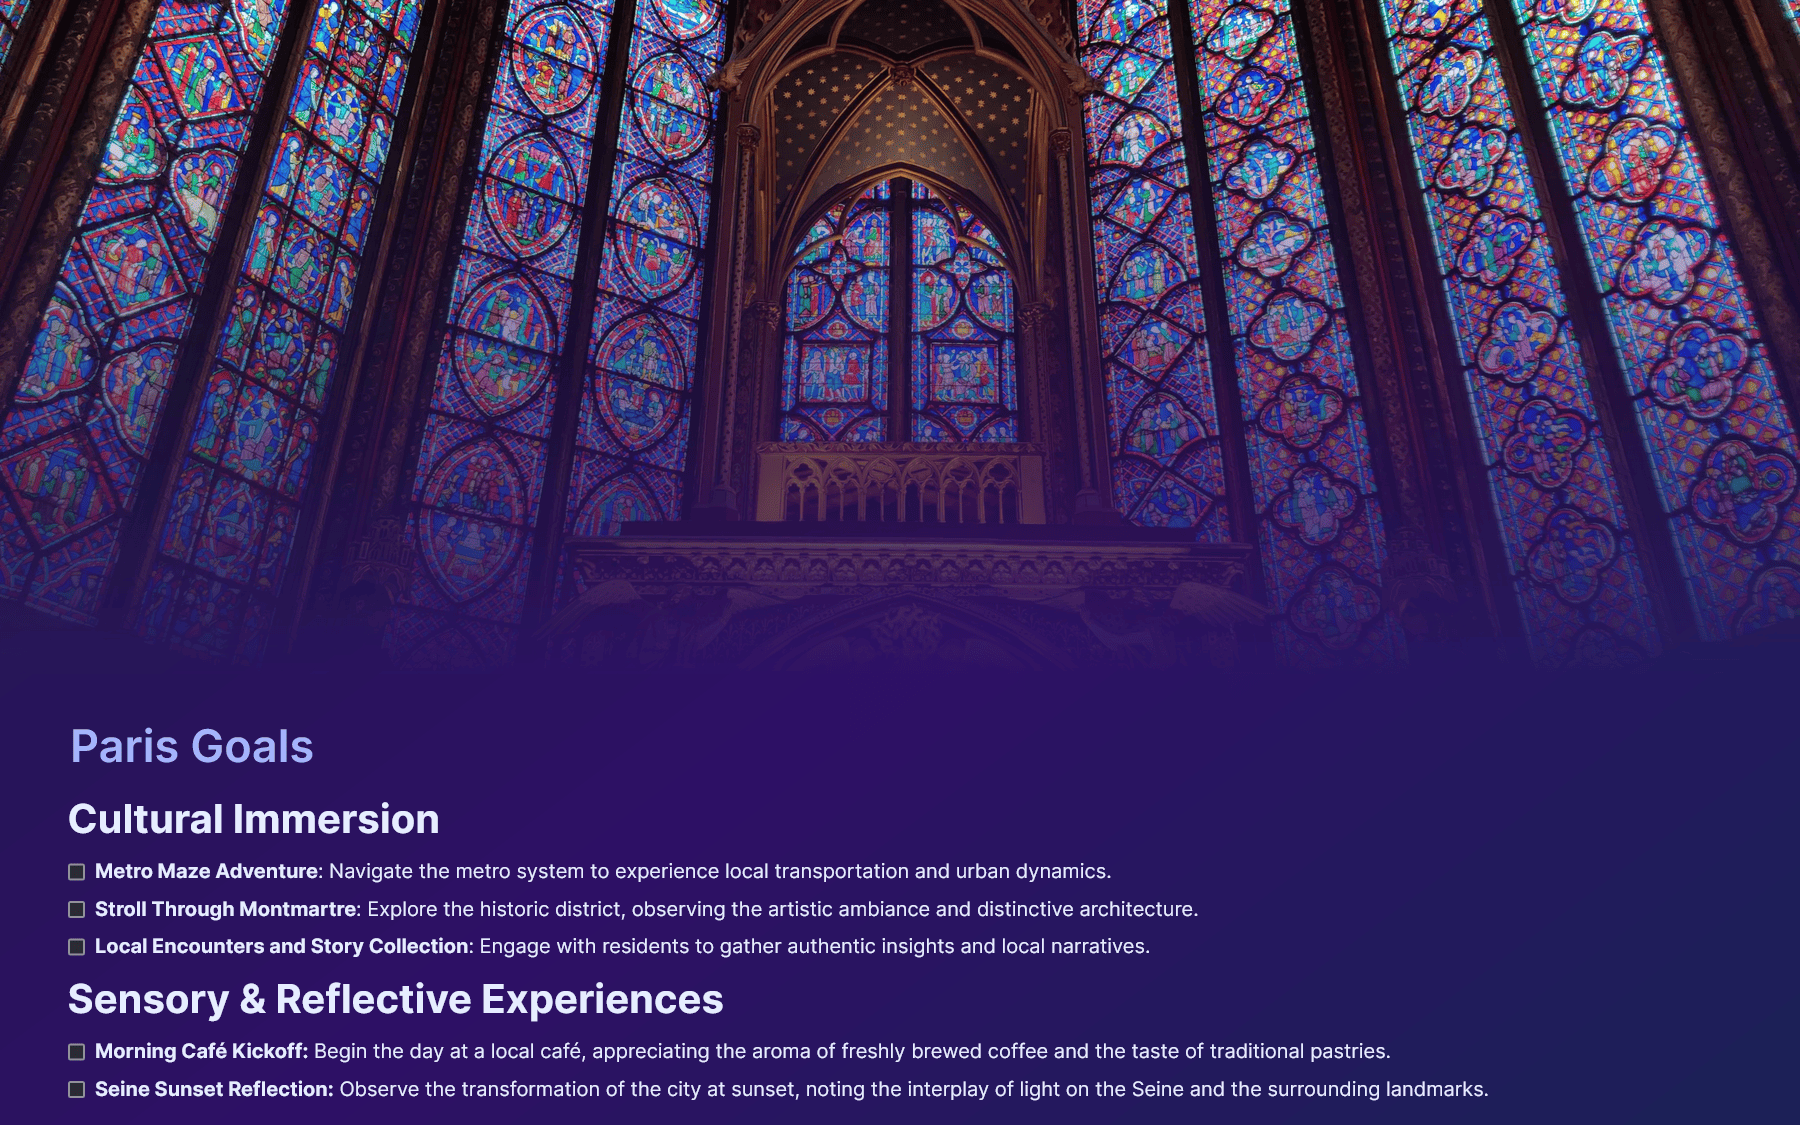 Paris Goals
Cultural Immersion
Metro Maze Adventure: Navigate the metro system to experience local transportation and urban dynamics.
Stroll Through Montmartre: Explore the historic district, observing the artistic ambiance and distinctive architecture.
Local Encounters and Story Collection: Engage with residents to gather authentic insights and local narratives.
Sensory & Reflective Experiences
Morning Café Kickoff: Begin the day at a local café, appreciating the aroma of freshly brewed coffee and the taste of traditional pastries.
Seine Sunset Reflection: Observe the transformation of the city at sunset, noting the interplay of light on the Seine and the surrounding landmarks.